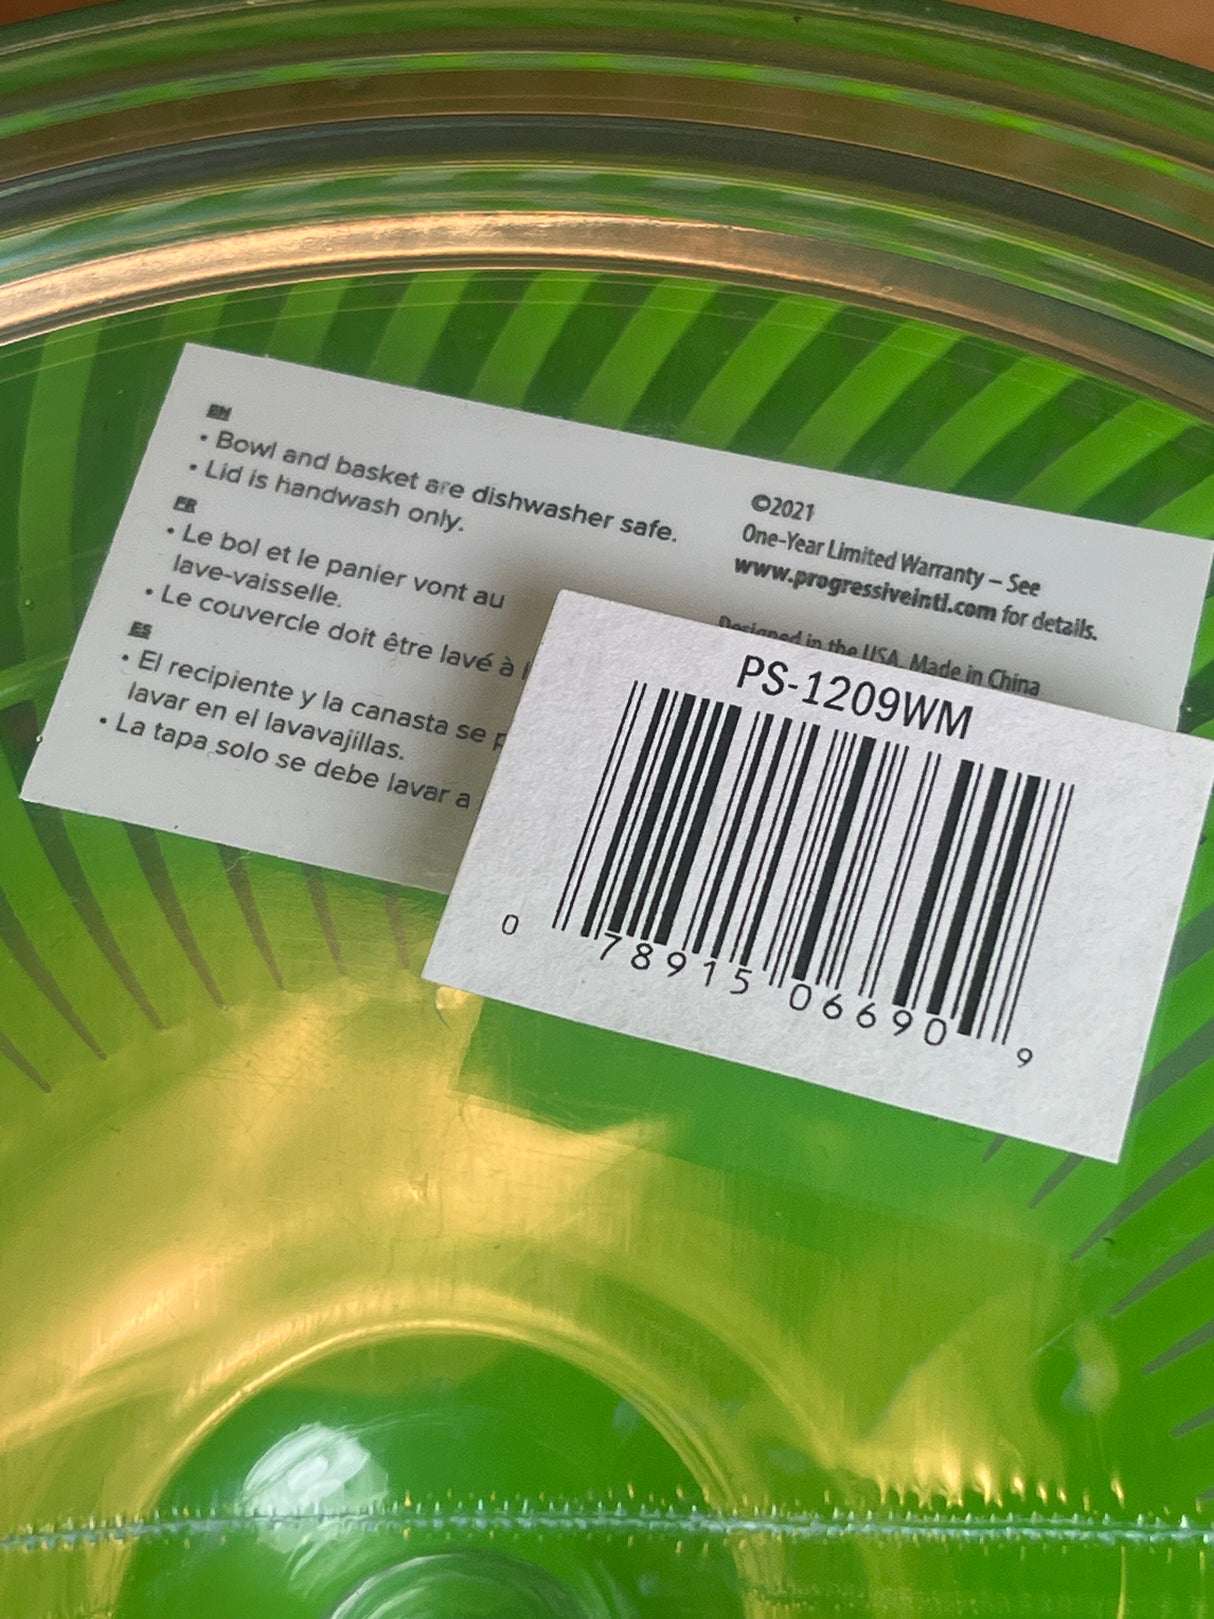 EN
• Bowl and basket are dishwasher safe.
• Lid is handwash only.
FR
• Le bol et le panier vont au
lave-vaisselle.
• Le couvercle doit être lavé à
ES
• El recipiente y la canasta se
lavar en el lavavajillas.
• La tapa solo se debe lavar a
©2021
One-Year Limited Warranty – See
www.progressiveintl.com for details.
Designed in the USA. Made in China
PS-1209WM
0 78915 06690 9